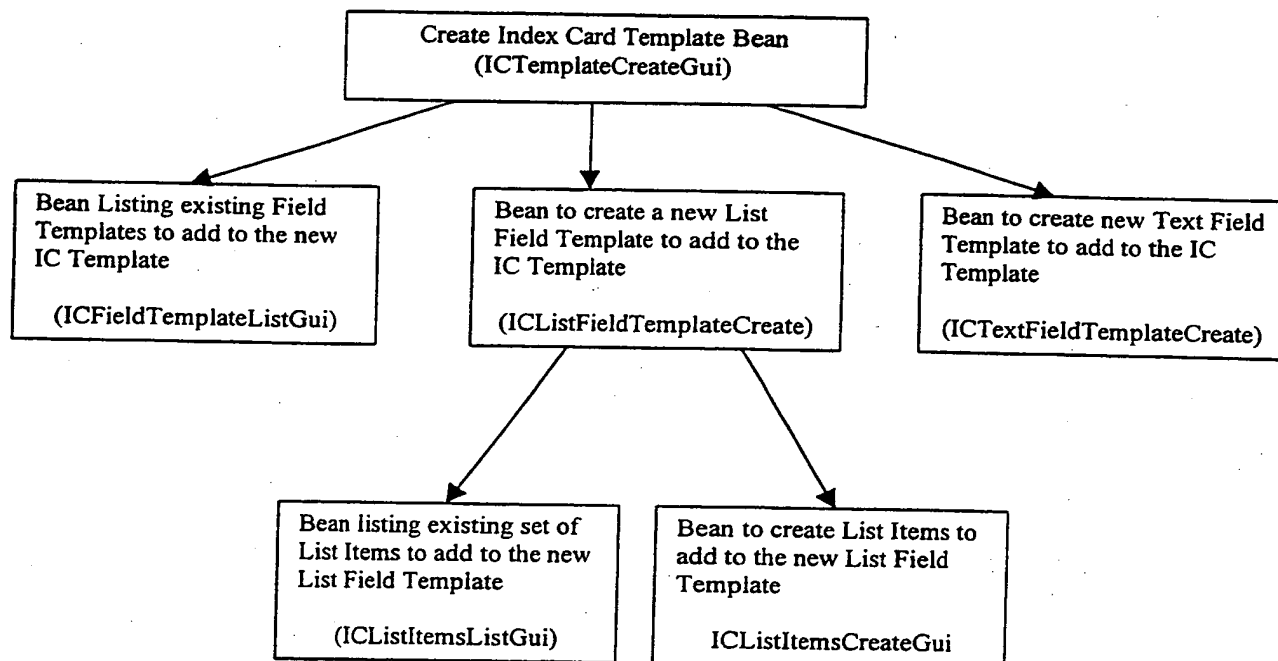 Create Index Card Template Bean
(ICTemplateCreateGui)
Bean Listing existing Field
Templates to add to the new
IC Template
(ICFieldTemplateListGui)
Bean to create a new List
Field Template to add to the
IC Template
(ICListFieldTemplateCreate)
Bean to create new Text Field
Template to add to the IC
Template
(ICTextFieldTemplateCreate)
Bean listing existing set of
List Items to add to the new
List Field Template
(ICListItemsListGui)
Bean to create List Items to
add to the new List Field
Template
ICListItemsCreateGui